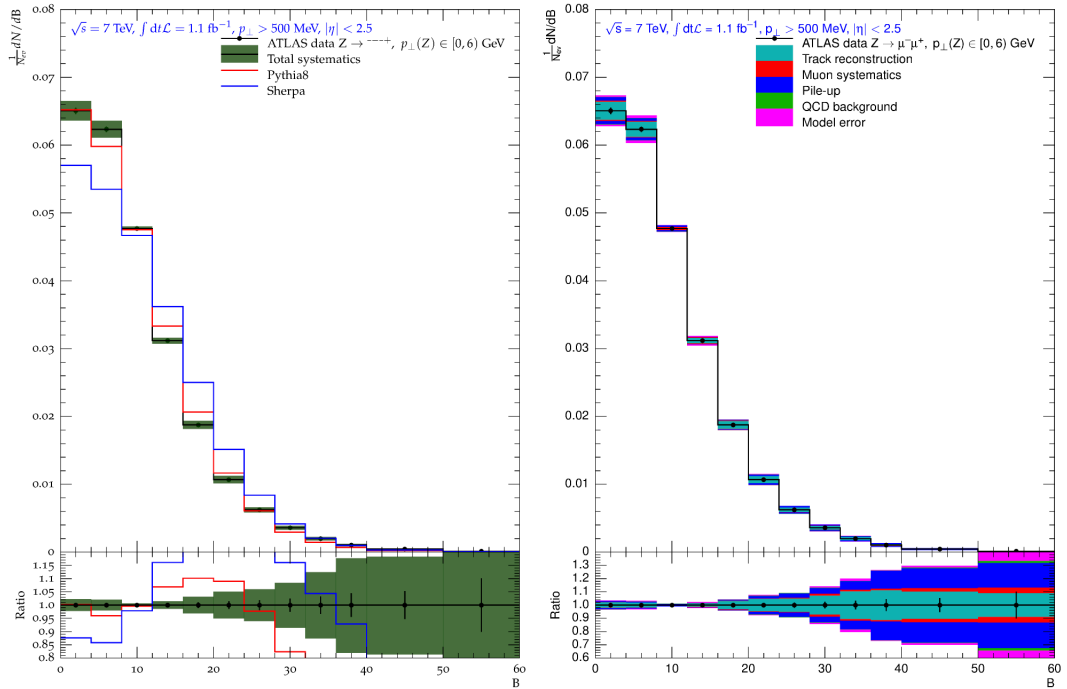 √s = 7 TeV, ∫ dtℒ = 1.1 fb⁻¹, p⊥ > 500 MeV, |η| < 2.5
ATLAS data Z → ----+, p⊥(Z) ∈ [0, 6) GeV
Total systematics
Pythia8
Sherpa
1/N_ev dN/dB
0.08
0.07
0.06
0.05
0.04
0.03
0.02
0.01
0
Ratio
1.15
1.1
1.05
1.0
0.95
0.9
0.85
0.8
0 10 20 30 40 50 60
B
√s = 7 TeV, ∫ dtℒ = 1.1 fb⁻¹, p⊥ > 500 MeV, |η| < 2.5
ATLAS data Z → μ⁻μ⁺, p⊥(Z) ∈ [0, 6) GeV
Track reconstruction
Muon systematics
Pile-up
QCD background
Model error
1/N_ev dN/dB
0.08
0.07
0.06
0.05
0.04
0.03
0.02
0.01
0
Ratio
1.3
1.2
1.1
1.0
0.9
0.8
0.7
0.6
0 10 20 30 40 50 60
B